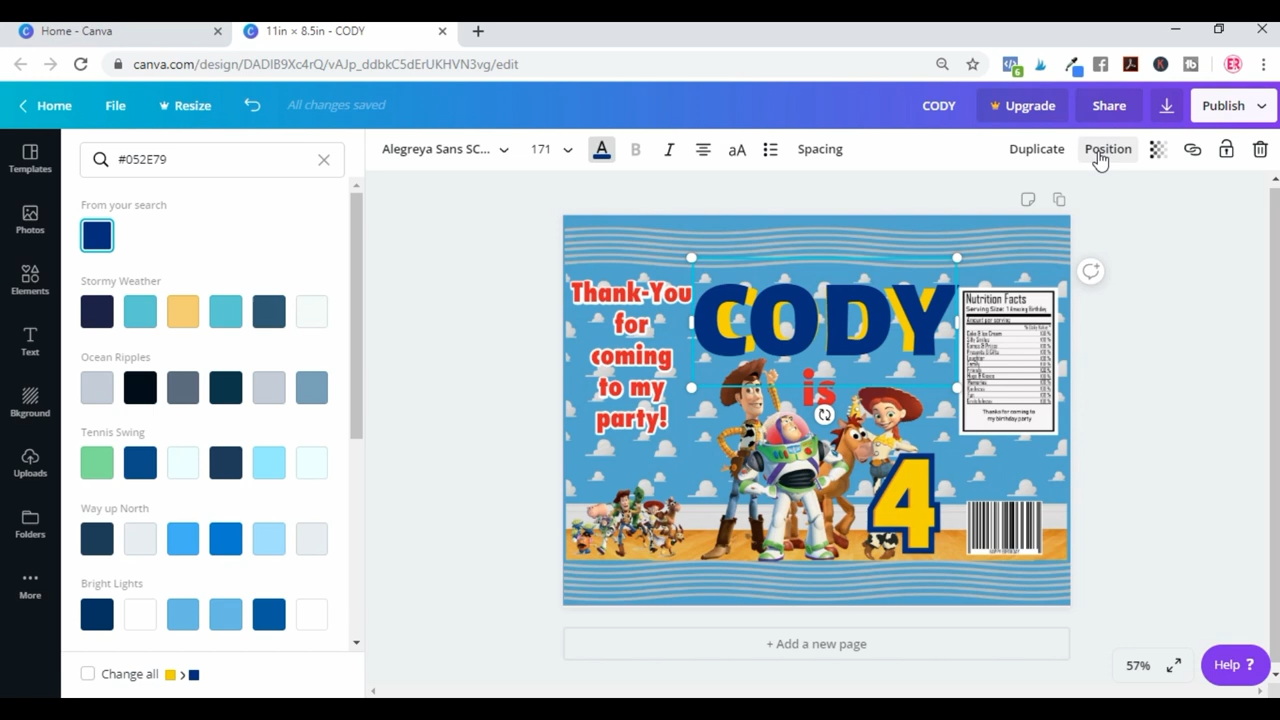 Home - Canva
11in × 8.5in - CODY
canva.com/design/DADIB9Xc4rQ/vAJp_ddbkC5dErUKHVN3vg/edit
Home
File
Resize
All changes saved
CODY
Upgrade
Share
Publish
Templates
Photos
Elements
Text
Bkground
Uploads
Folders
More
#052E79
From your search
Stormy Weather
Ocean Ripples
Tennis Swing
Way up North
Bright Lights
Change all
Alegreya Sans SC...
171
A
B
I
aA
Spacing
Duplicate
Position
Thank-You
for
coming
to my
party!
CODY
is
4
Nutrition Facts
Thanks for coming to
my birthday party
+ Add a new page
57%
Help ?